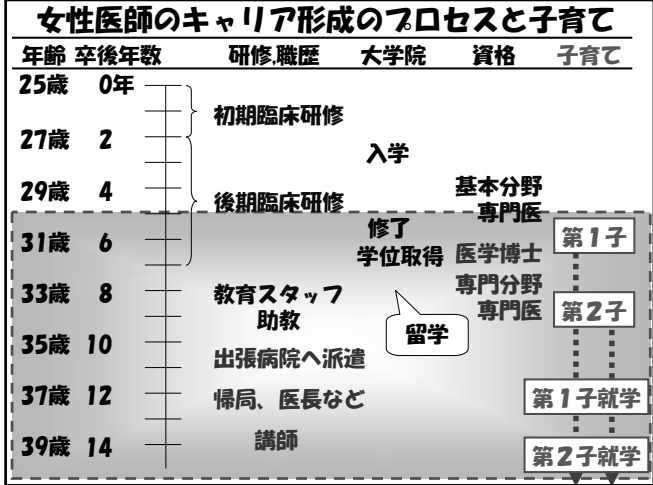 女性医師のキャリア形成のプロセスと子育て
年齢 卒後年数 研修,職歴 大学院 資格 子育て
25歳 0年
初期臨床研修
27歳 2
入学
29歳 4
基本分野
専門医
後期臨床研修
修了
学位取得
医学博士
第1子
31歳 6
33歳 8
教育スタッフ
助教
専門分野
専門医
第2子
留学
35歳 10
出張病院へ派遣
37歳 12
帰局、医長など
第1子就学
39歳 14
講師
第2子就学